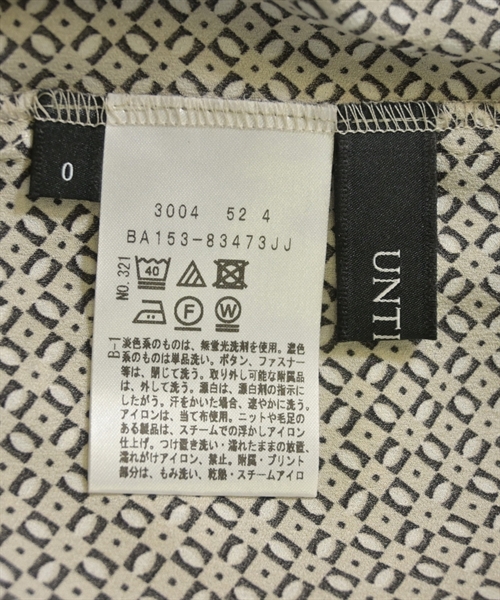 0
3004 52 4
BA153-83473JJ
NO.321
40
F
W
B-1
淡色系のものは、無蛍光洗剤を使用。濃色
系のものは単品洗い。ボタン、ファスナー
等は、閉じて洗う。取り外し可能な附属品
は、外して洗う。漂白は、漂白剤の指示に
したがう。汗をかいた場合、速やかに洗う。
アイロンは、当て布使用。ニットや毛足の
ある製品は、スチームでの浮かしアイロン
仕上げ。つけ置き洗い・濡れたままの放置、
濡れがけアイロン、禁止。附属・プリント
部分は、もみ洗い、乾熱・スチームアイロ
UNTI